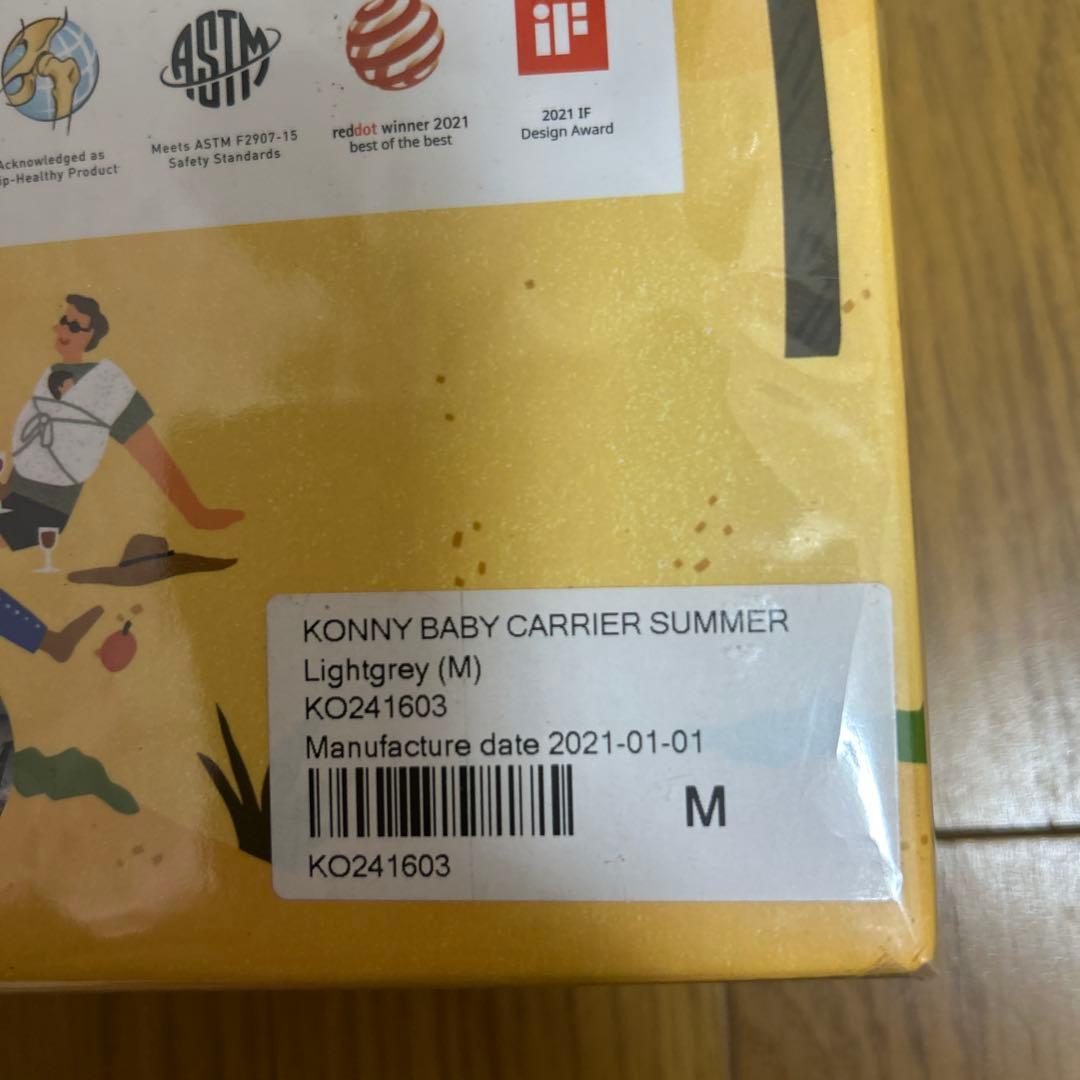 ASTM
iF
Acknowledged as
ip-Healthy Product
Meets ASTM F2907-15
Safety Standards
reddot winner 2021
best of the best
2021 IF
Design Award
KONNY BABY CARRIER SUMMER
Lightgrey (M)
KO241603
Manufacture date 2021-01-01
M
KO241603